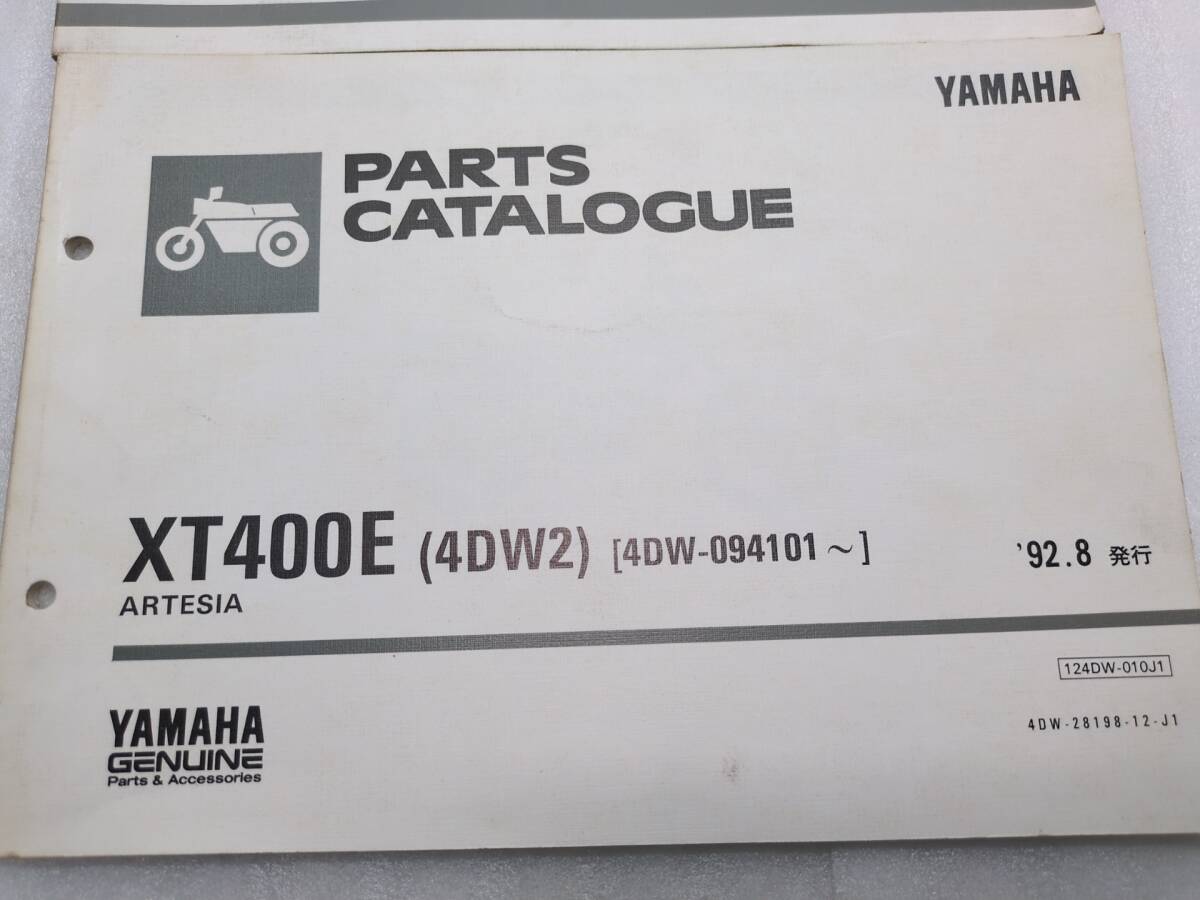 YAMAHA
PARTS
CATALOGUE
XT400E (4DW2) [4DW-094101~] '92.8 発行
ARTESIA
124DW-010J1
4DW-28198-12-J1
YAMAHA
GENUINE
Parts & Accessories